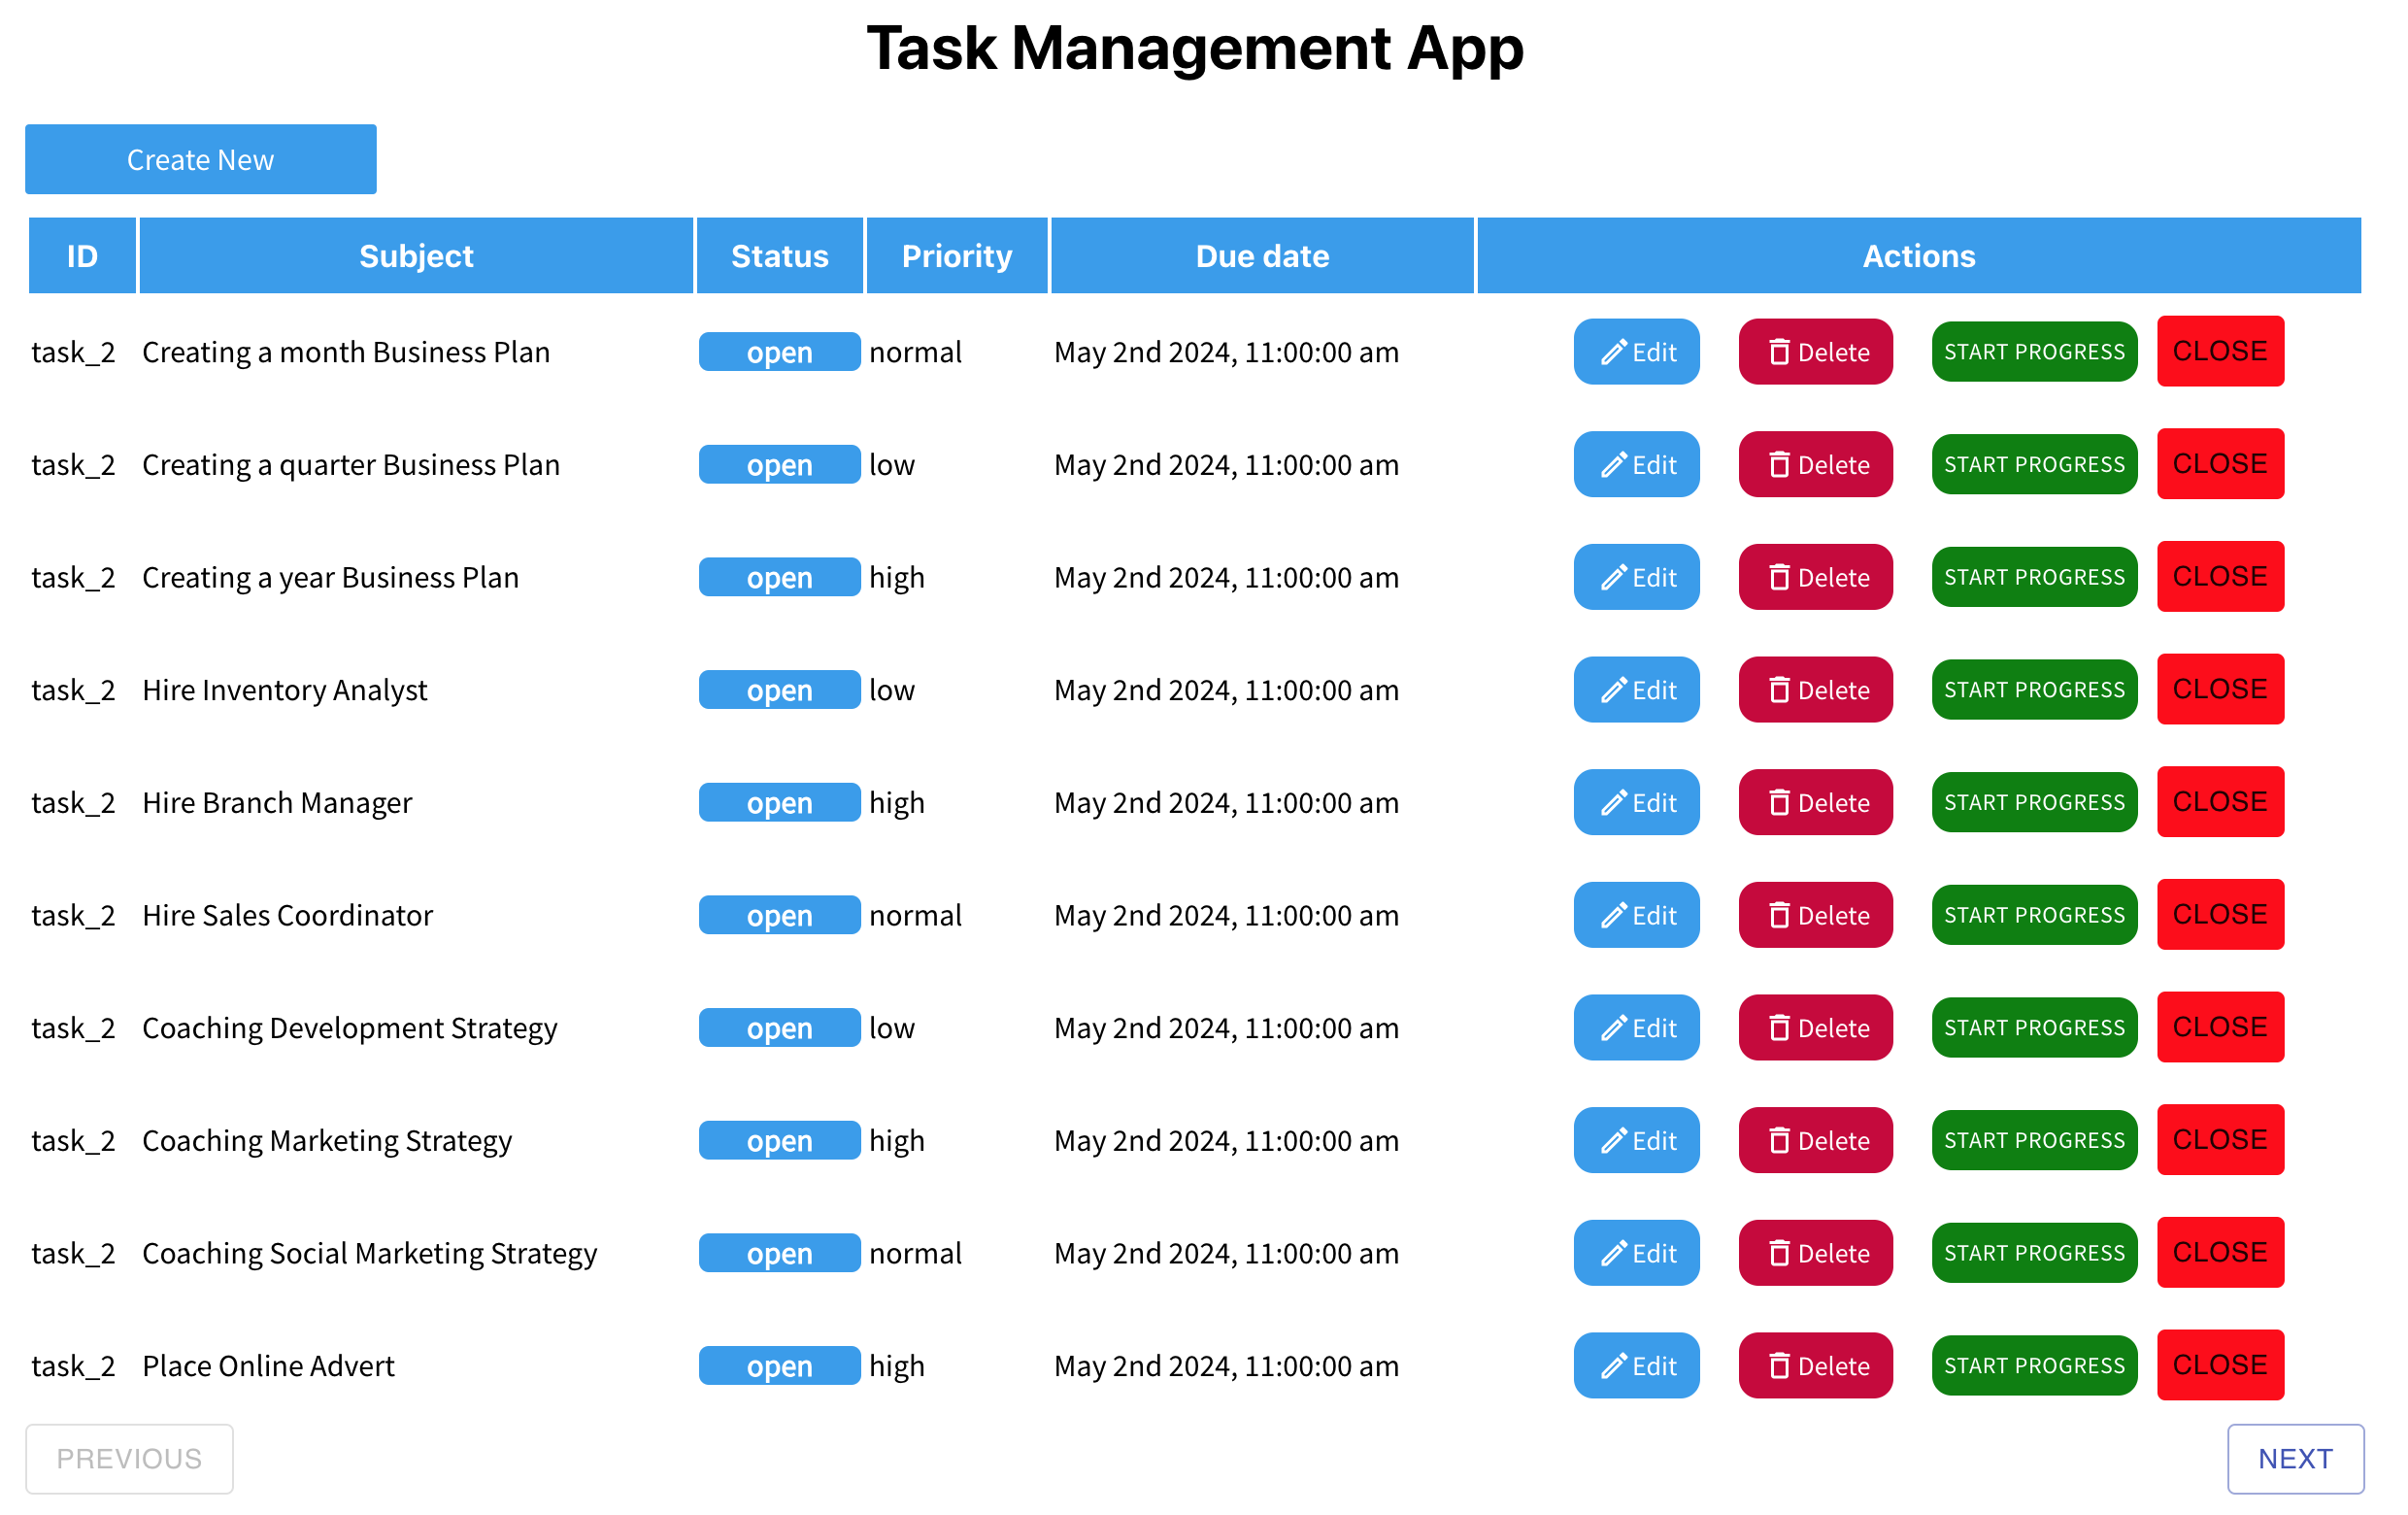 Task Management App
Create New
ID Subject Status Priority Due date Actions
task_2 Creating a month Business Plan open normal May 2nd 2024, 11:00:00 am Edit Delete START PROGRESS CLOSE
task_2 Creating a quarter Business Plan open low May 2nd 2024, 11:00:00 am Edit Delete START PROGRESS CLOSE
task_2 Creating a year Business Plan open high May 2nd 2024, 11:00:00 am Edit Delete START PROGRESS CLOSE
task_2 Hire Inventory Analyst open low May 2nd 2024, 11:00:00 am Edit Delete START PROGRESS CLOSE
task_2 Hire Branch Manager open high May 2nd 2024, 11:00:00 am Edit Delete START PROGRESS CLOSE
task_2 Hire Sales Coordinator open normal May 2nd 2024, 11:00:00 am Edit Delete START PROGRESS CLOSE
task_2 Coaching Development Strategy open low May 2nd 2024, 11:00:00 am Edit Delete START PROGRESS CLOSE
task_2 Coaching Marketing Strategy open high May 2nd 2024, 11:00:00 am Edit Delete START PROGRESS CLOSE
task_2 Coaching Social Marketing Strategy open normal May 2nd 2024, 11:00:00 am Edit Delete START PROGRESS CLOSE
task_2 Place Online Advert open high May 2nd 2024, 11:00:00 am Edit Delete START PROGRESS CLOSE
PREVIOUS NEXT